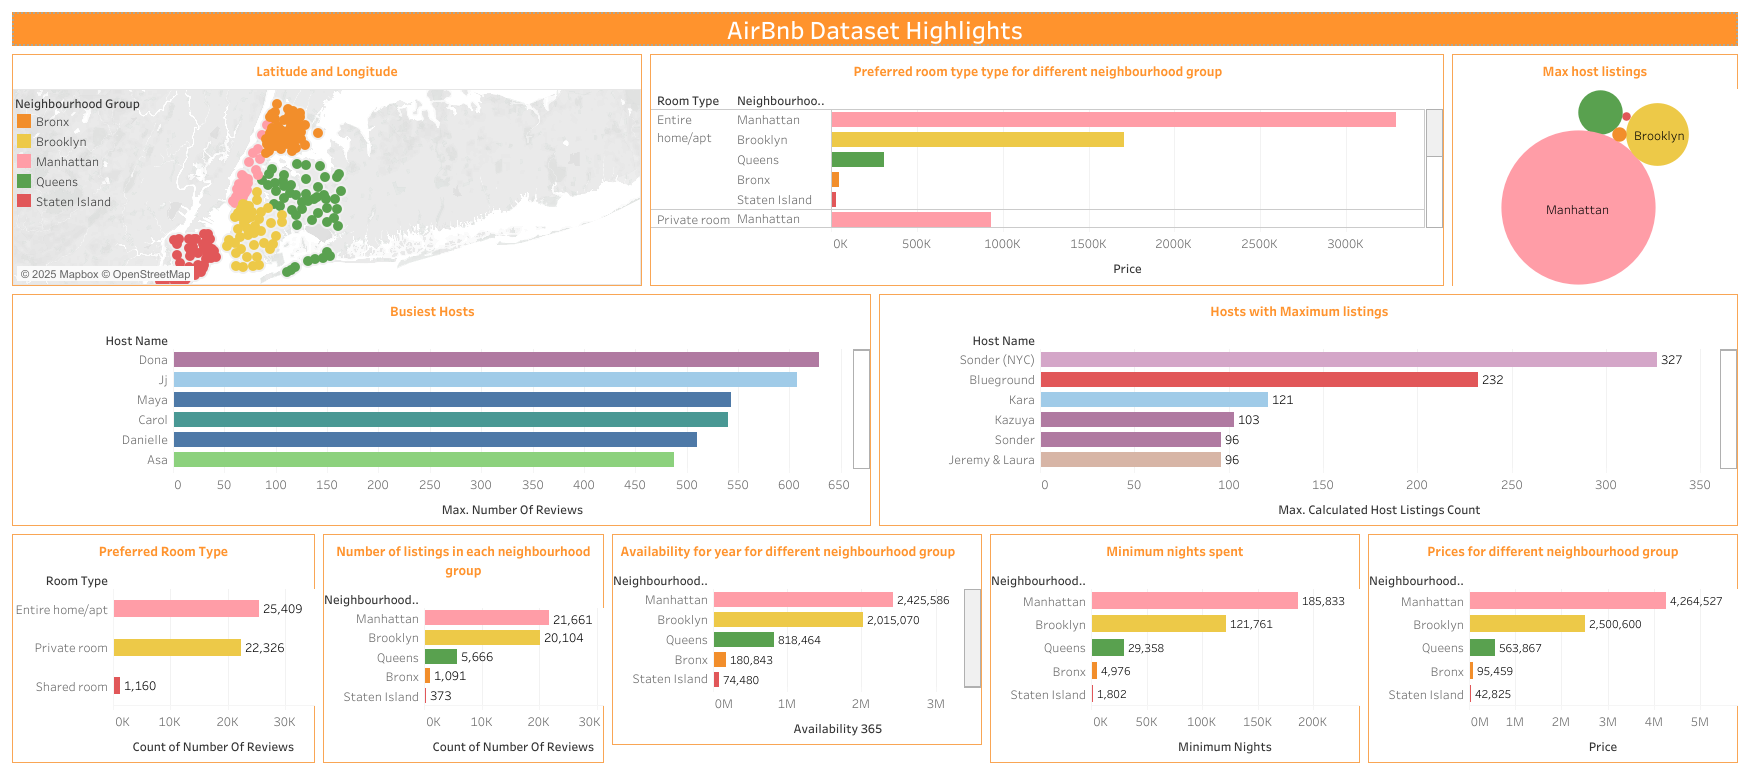 AirBnb Dataset Highlights
Latitude and Longitude
Neighbourhood Group
Bronx
Brooklyn
Manhattan
Queens
Staten Island
© 2025 Mapbox © OpenStreetMap
Preferred room type type for different neighbourhood group
Room Type Neighbourhoo..
Entire home/apt Manhattan
Brooklyn
Queens
Bronx
Staten Island
Private room Manhattan
0K 500K 1000K 1500K 2000K 2500K 3000K
Price
Max host listings
Brooklyn
Manhattan
Busiest Hosts
Host Name
Dona
Jj
Maya
Carol
Danielle
Asa
0 50 100 150 200 250 300 350 400 450 500 550 600 650
Max. Number Of Reviews
Hosts with Maximum listings
Host Name
Sonder (NYC) 327
Blueground 232
Kara 121
Kazuya 103
Sonder 96
Jeremy & Laura 96
0 50 100 150 200 250 300 350
Max. Calculated Host Listings Count
Preferred Room Type
Room Type
Entire home/apt 25,409
Private room 22,326
Shared room 1,160
0K 10K 20K 30K
Count of Number Of Reviews
Number of listings in each neighbourhood
group
Neighbourhood..
Manhattan 21,661
Brooklyn 20,104
Queens 5,666
Bronx 1,091
Staten Island 373
0K 10K 20K 30K
Count of Number Of Reviews
Availability for year for different neighbourhood group
Neighbourhood..
Manhattan 2,425,586
Brooklyn 2,015,070
Queens 818,464
Bronx 180,843
Staten Island 74,480
0M 1M 2M 3M
Availability 365
Minimum nights spent
Neighbourhood..
Manhattan 185,833
Brooklyn 121,761
Queens 29,358
Bronx 4,976
Staten Island 1,802
0K 50K 100K 150K 200K
Minimum Nights
Prices for different neighbourhood group
Neighbourhood..
Manhattan 4,264,527
Brooklyn 2,500,600
Queens 563,867
Bronx 95,459
Staten Island 42,825
0M 1M 2M 3M 4M 5M
Price